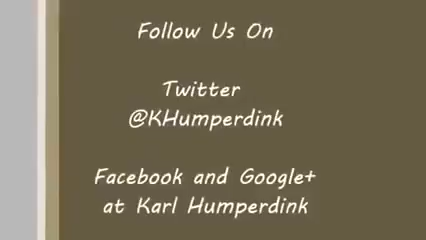 Follow Us On
Twitter
@KHumperdink
Facebook and Google+
at Karl Humperdink